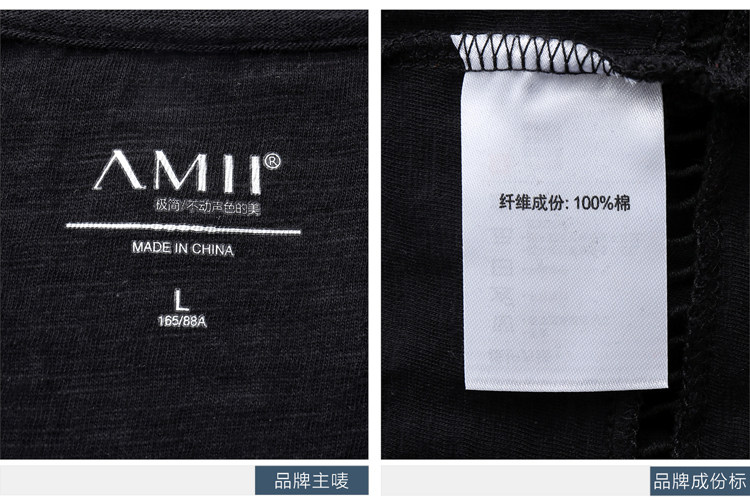 AMII®
极简/不动声色的美
MADE IN CHINA
L
165/88A
品牌主唛
纤维成份: 100%棉
品牌成份标